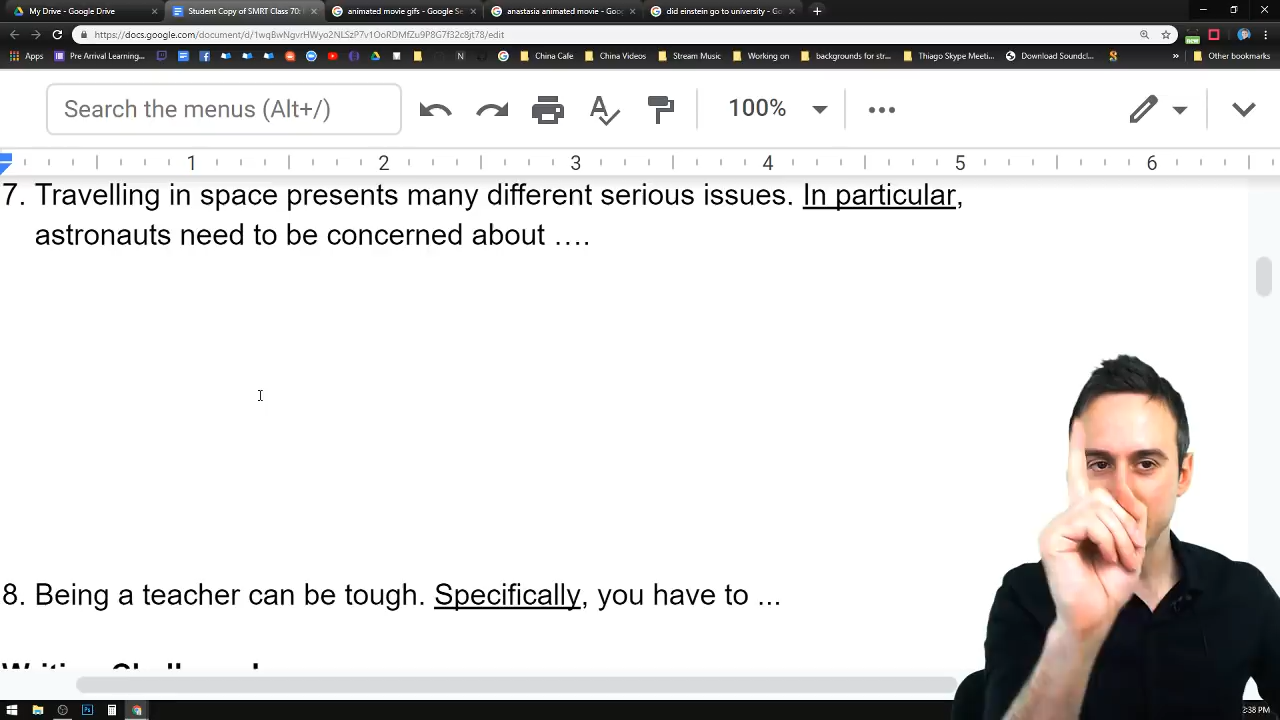 My Drive - Google Drive
Student Copy of SMRT Class 70:
animated movie gifs - Google Se
anastasia animated movie - Goo
did einstein go to university - Go
https://docs.google.com/document/d/1wqBwNgvrHWyo2NLSzP7v1OoRDMfZu9P8G7f32c8jt78/edit
Apps
Pre Arrival Learning...
China Cafe
China Videos
Stream Music
Working on
backgrounds for str...
Thiago Skype Meet...
Download Soundcl...
Other bookmarks
Search the menus (Alt+/)
100%
1 2 3 4 5 6
7. Travelling in space presents many different serious issues. In particular,
astronauts need to be concerned about ….
8. Being a teacher can be tough. Specifically, you have to ...
2:38 PM